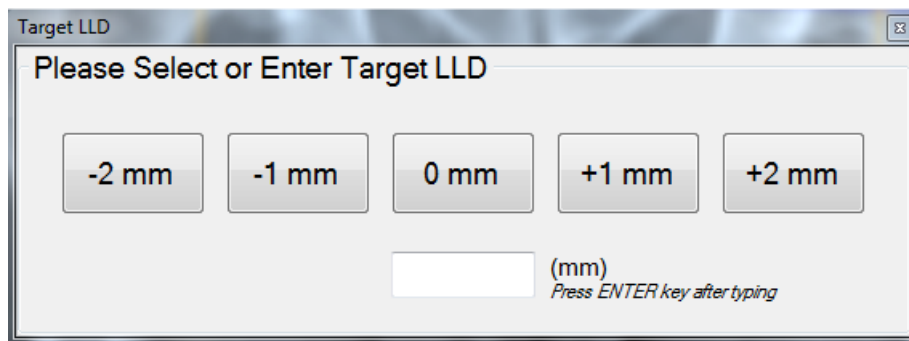 Target LLD
Please Select or Enter Target LLD
-2 mm -1 mm 0 mm +1 mm +2 mm
(mm)
Press ENTER key after typing